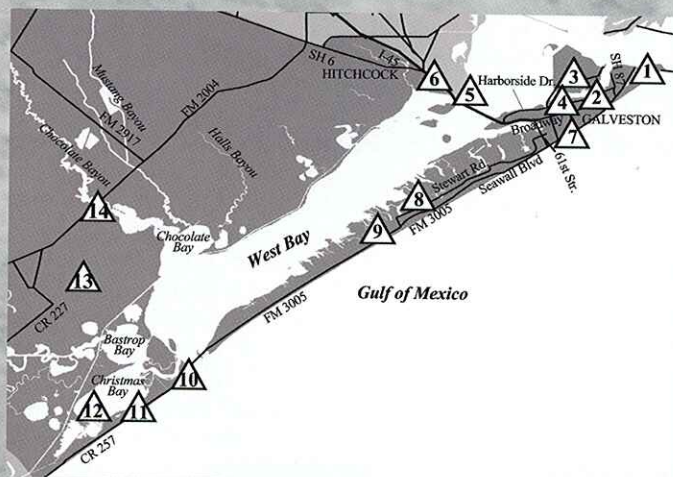 SH 6
I-45
HITCHCOCK
6
5
Harborside Dr.
3
SH 87
1
4
2
Broadway
GALVESTON
7
61st Str.
Mustang Bayou
FM 2917
FM 2004
Chocolate Bayou
Halls Bayou
14
Chocolate
Bay
Stewart Rd.
Seawall Blvd
8
FM 3005
9
West Bay
13
CR 227
Gulf of Mexico
FM 3005
Bastrop
Bay
10
Christmas
Bay
12
11
CR 257